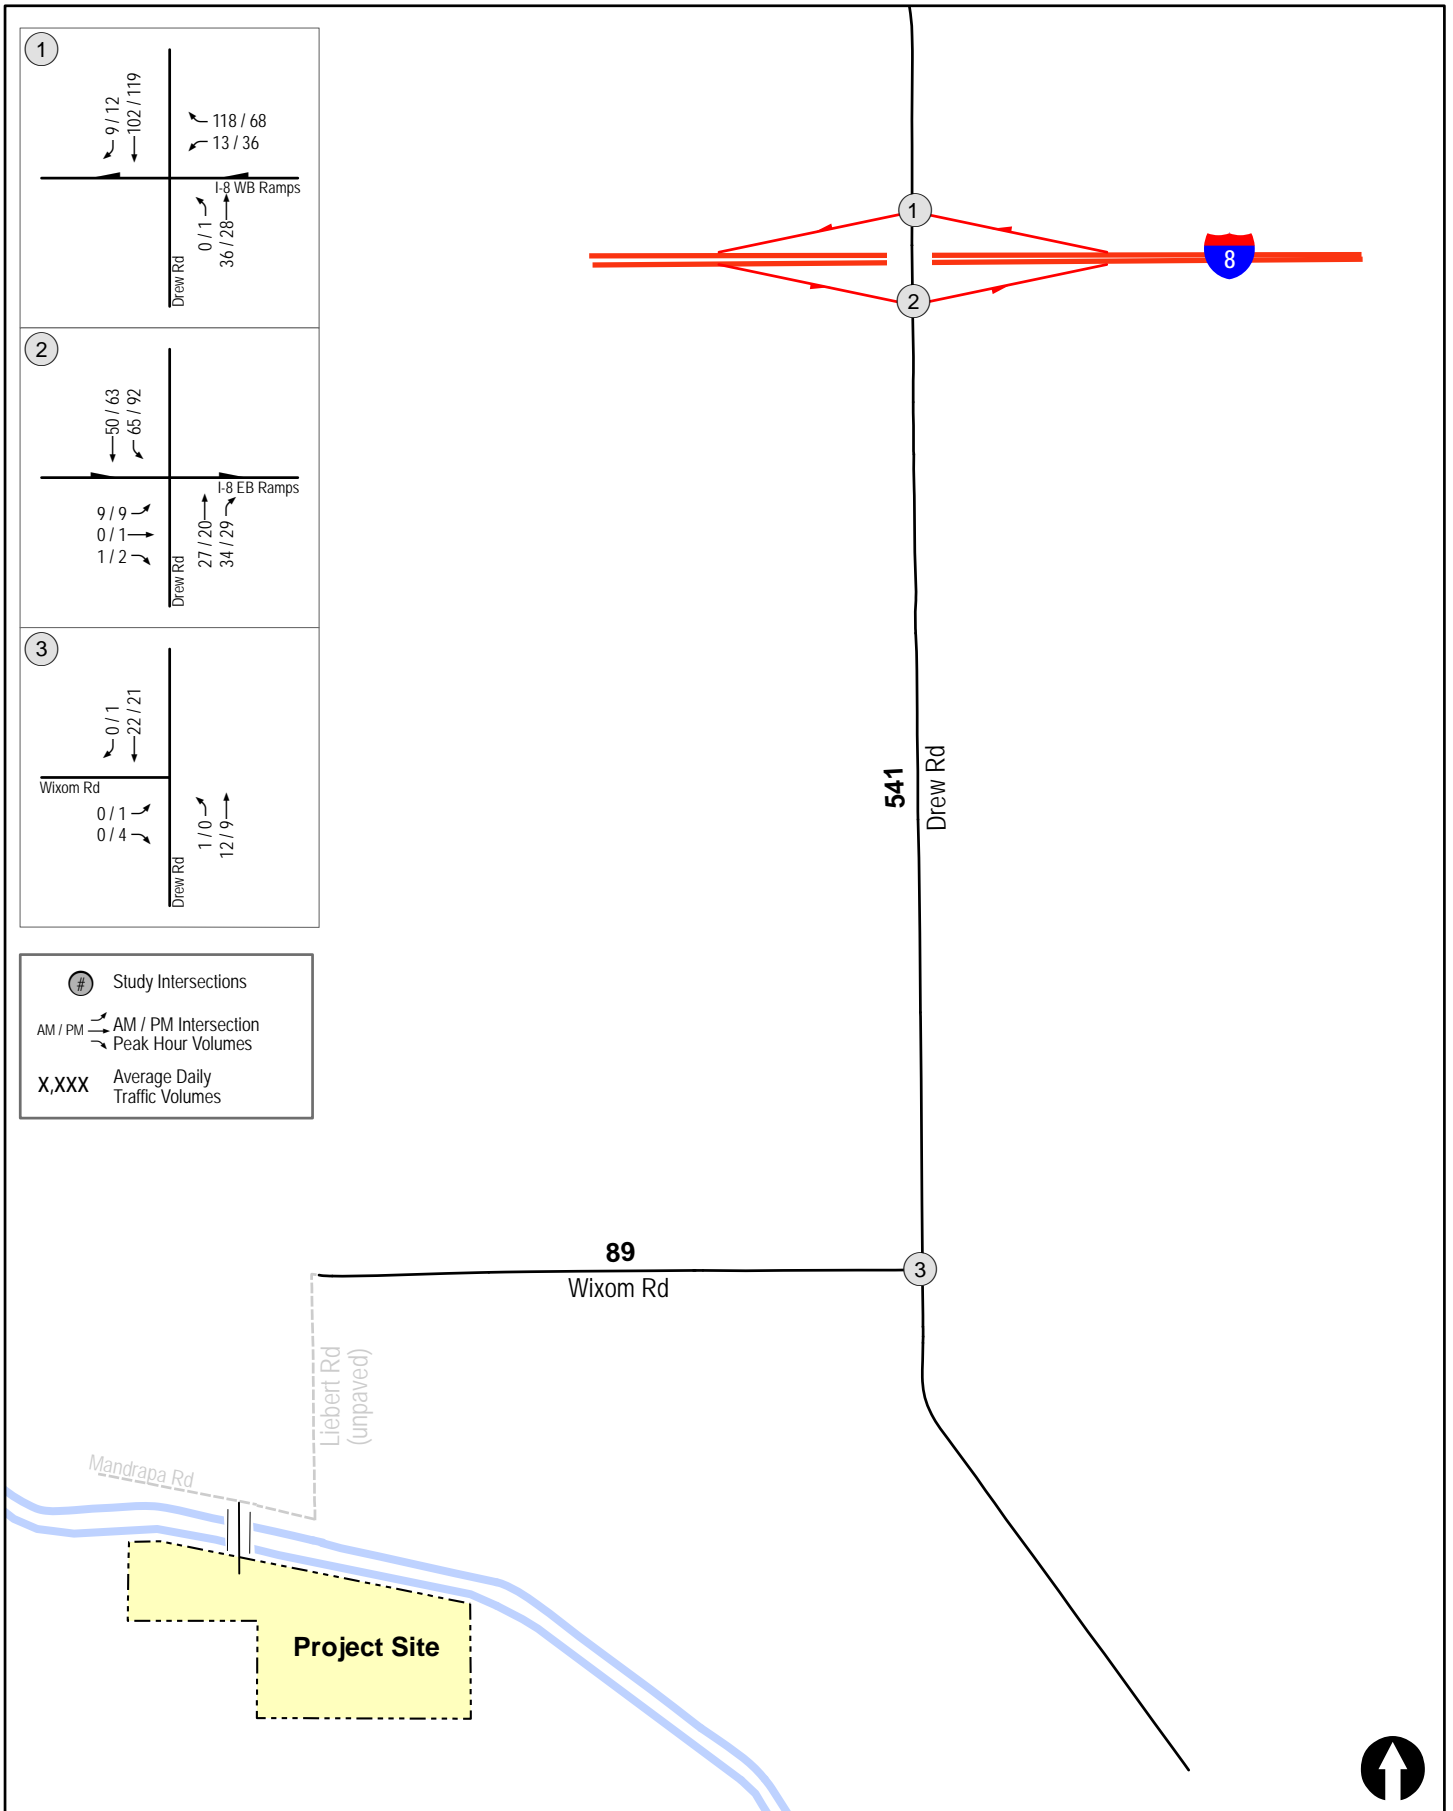 1
9 / 12
102 / 119
118 / 68
13 / 36
I-8 WB Ramps
0 / 1
36 / 28
Drew Rd
2
50 / 63
65 / 92
I-8 EB Ramps
9 / 9
0 / 1
1 / 2
27 / 20
34 / 29
Drew Rd
3
0 / 1
22 / 21
Wixom Rd
0 / 1
0 / 4
1 / 0
12 / 9
Drew Rd
# Study Intersections
AM / PM
AM / PM Intersection
Peak Hour Volumes
X,XXX
Average Daily
Traffic Volumes
1
8
2
541
Drew Rd
89
Wixom Rd
3
Liebert Rd
(unpaved)
Mandrapa Rd
Project Site